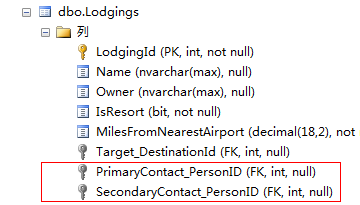 dbo.Lodgings
列
LodgingId (PK, int, not null)
Name (nvarchar(max), null)
Owner (nvarchar(max), null)
IsResort (bit, not null)
MilesFromNearestAirport (decimal(18,2), not
Target_DestinationId (FK, int, null)
PrimaryContact_PersonID (FK, int, null)
SecondaryContact_PersonID (FK, int, null)